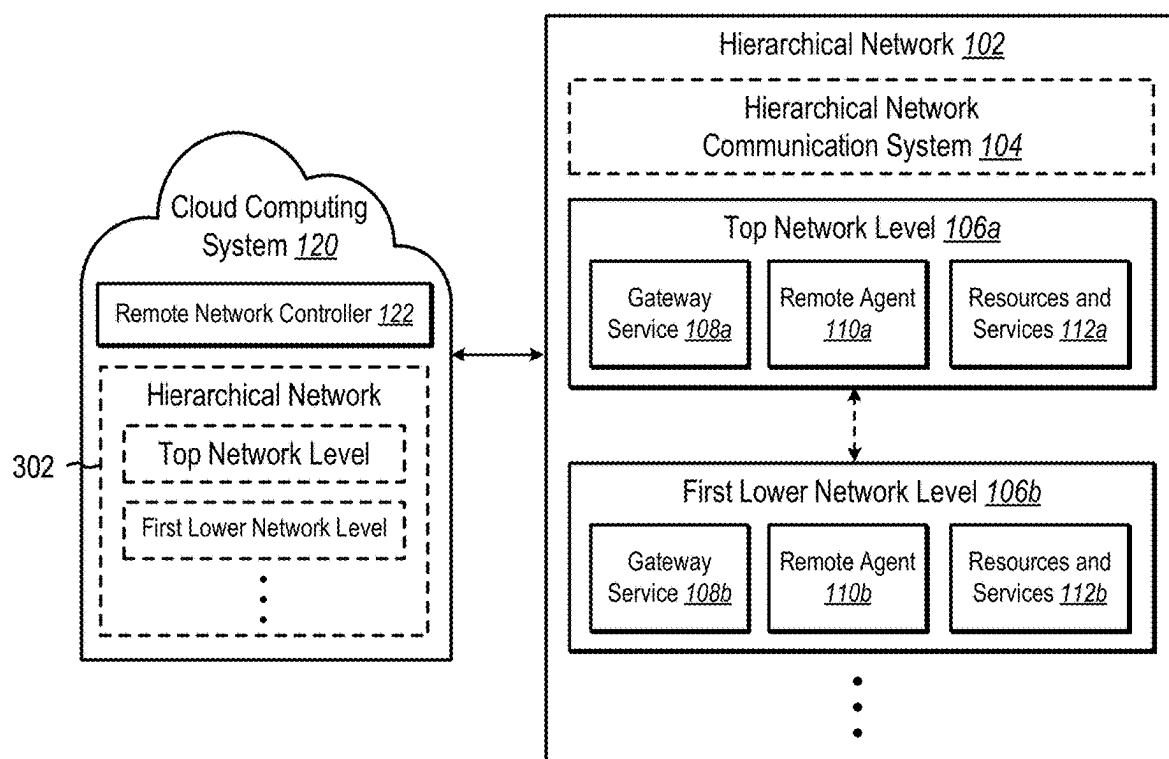 Cloud Computing
System 120
Remote Network Controller 122
Hierarchical Network
Top Network Level
First Lower Network Level
302
Hierarchical Network 102
Hierarchical Network
Communication System 104
Top Network Level 106a
Gateway
Service 108a
Remote Agent
110a
Resources and
Services 112a
First Lower Network Level 106b
Gateway
Service 108b
Remote Agent
110b
Resources and
Services 112b